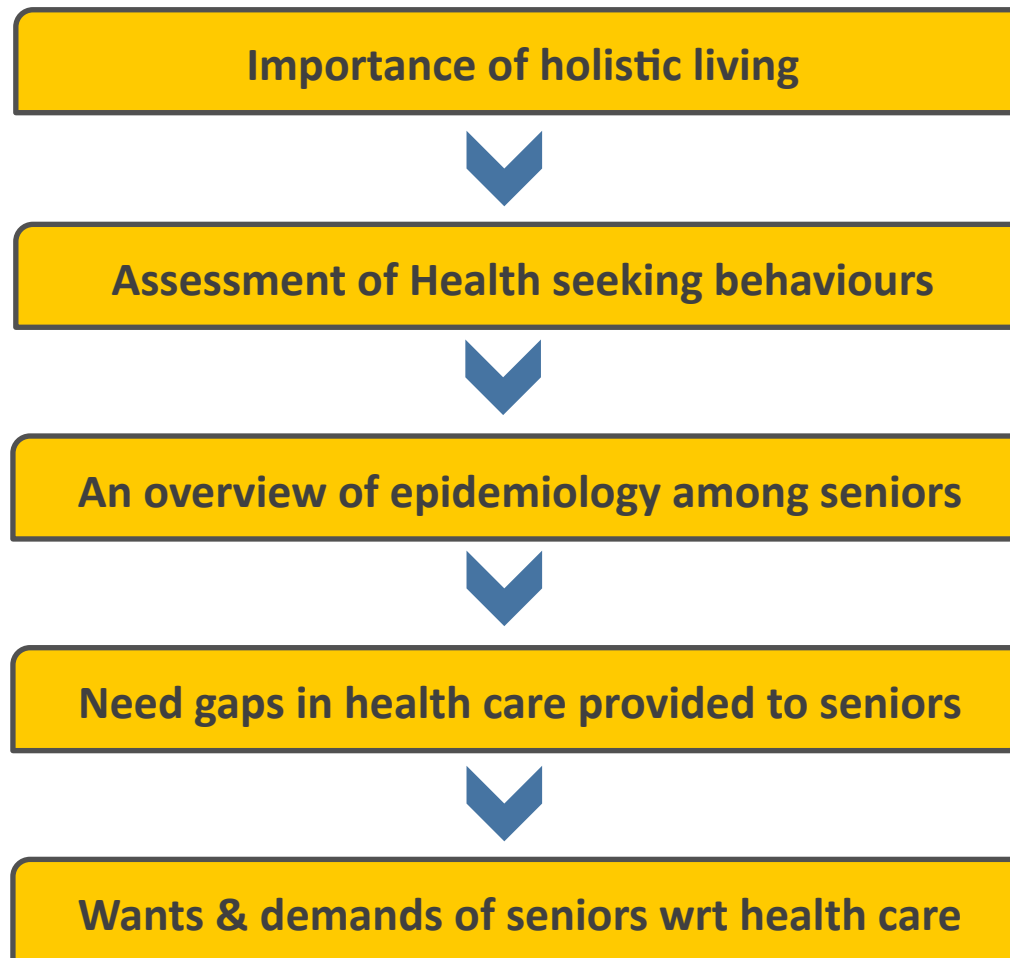 Importance of holistic living
Assessment of Health seeking behaviours
An overview of epidemiology among seniors
Need gaps in health care provided to seniors
Wants & demands of seniors wrt health care